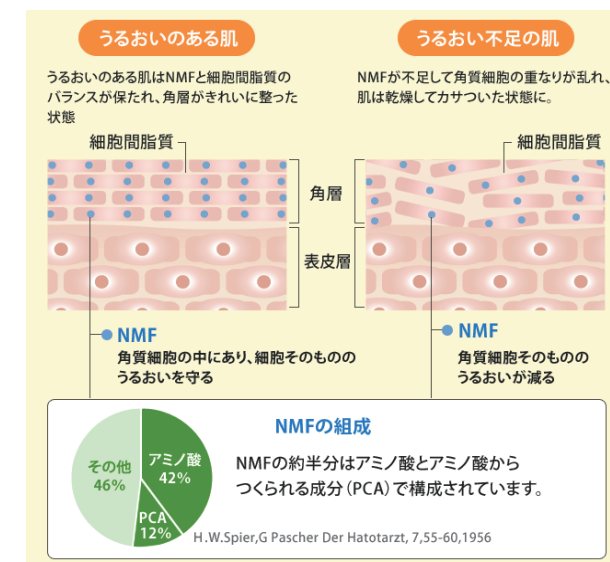 うるおいのある肌
うるおいのある肌はNMFと細胞間脂質の
バランスが保たれ、角層がきれいに整った
状態
細胞間脂質
うるおい不足の肌
NMFが不足して角質細胞の重なりが乱れ、
肌は乾燥してカサついた状態に。
細胞間脂質
角層
表皮層
NMF
角質細胞の中にあり、細胞そのものの
うるおいを守る
NMF
角質細胞そのものの
うるおいが減る
NMFの組成
その他
46%
アミノ酸
42%
PCA
12%
NMFの約半分はアミノ酸とアミノ酸から
つくられる成分（PCA）で構成されています。
H.W.Spier,G Pascher Der Hatotarzt, 7,55-60,1956